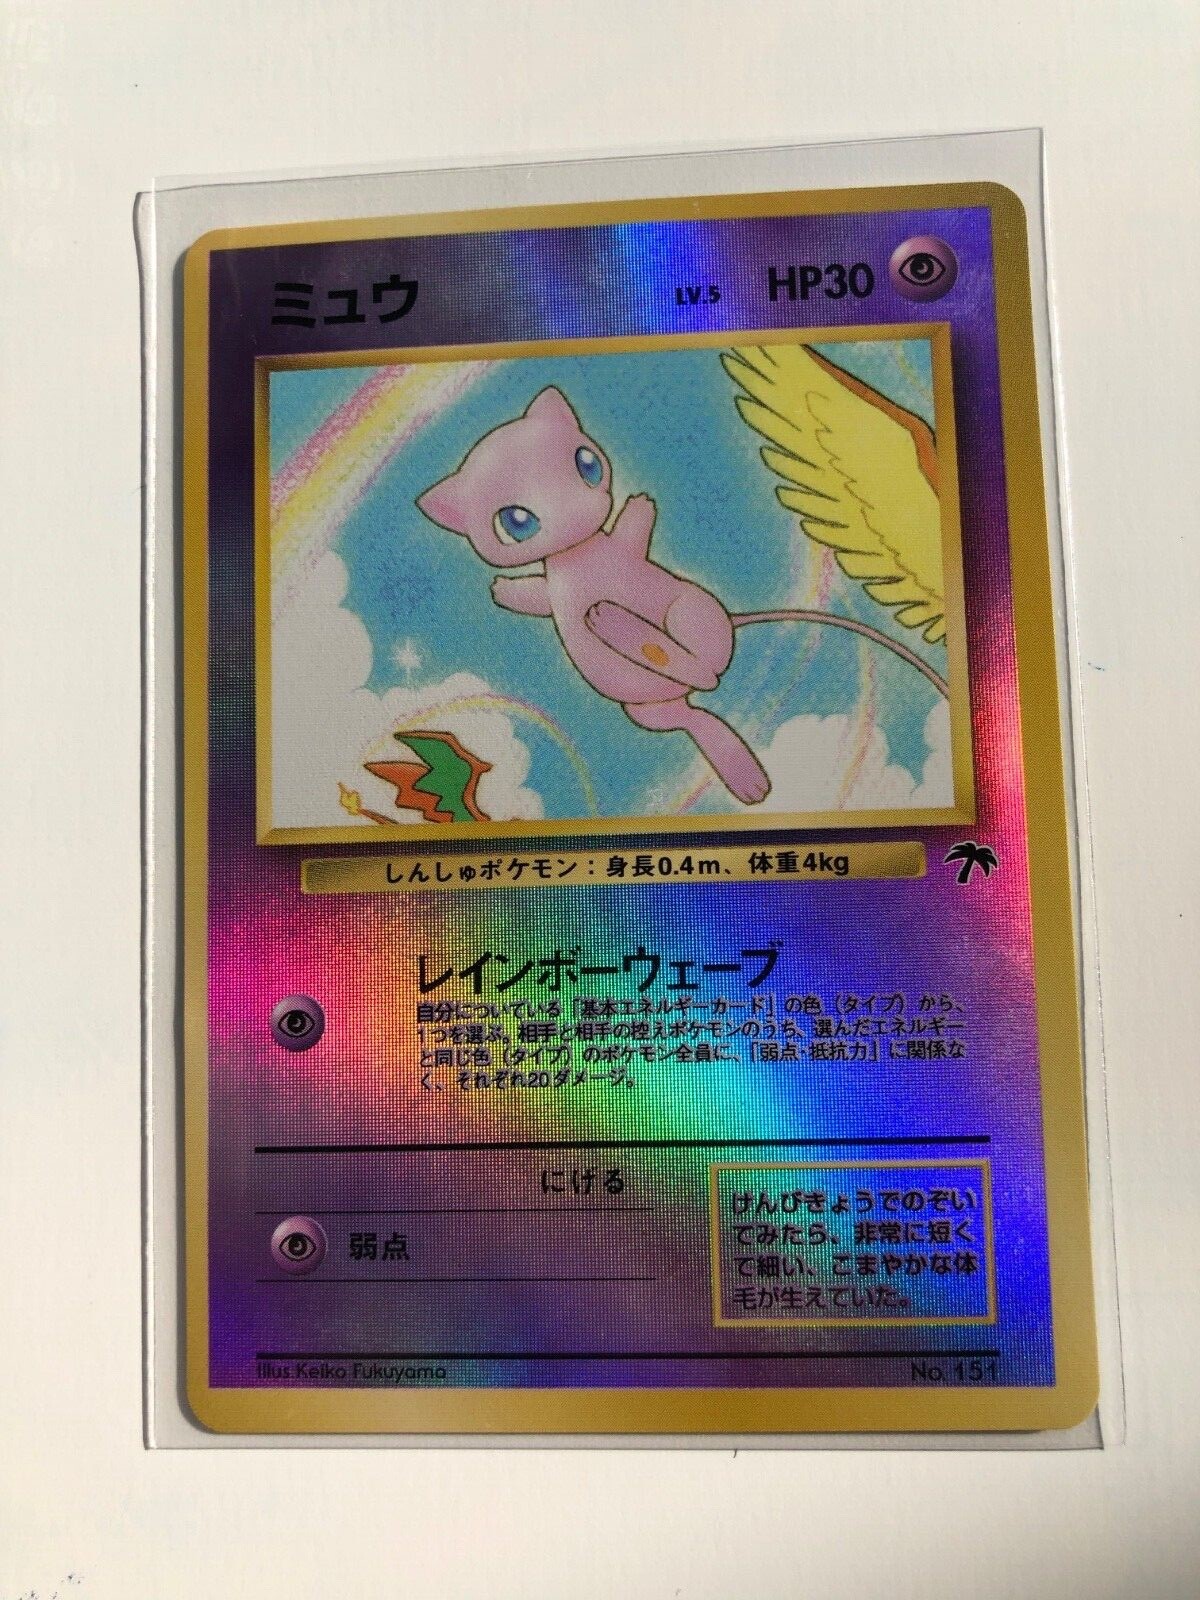 ミュウ LV.5 HP30
しんしゅポケモン：身長0.4m、体重4kg
レインボーウェーブ
自分についている「基本エネルギーカード」の色（タイプ）から、
1つを選ぶ。相手と相手の控えポケモンのうち、選んだエネルギー
と同じ色（タイプ）のポケモン全員に、「弱点・抵抗力」に関係な
く、それぞれ20ダメージ。
にげる
弱点
けんびきょうでのぞい
てみたら、非常に短く
て細い、こまやかな体
毛が生えていた。
Illus. Keiko Fukuyama No. 151